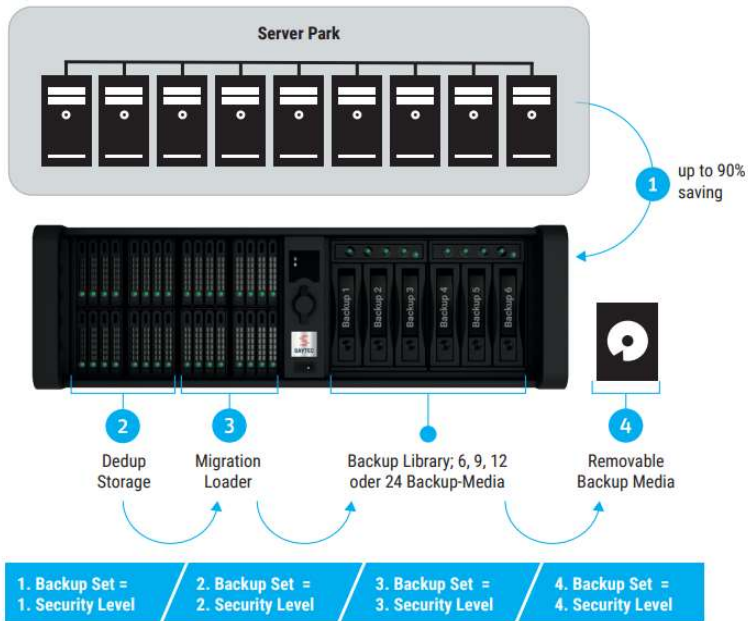 Server Park
1
up to 90%
saving
Backup 1
Backup 2
Backup 3
Backup 4
Backup 5
Backup 6
SAYTEC
2
3
4
Dedup
Storage
Migration
Loader
Backup Library; 6, 9, 12
oder 24 Backup-Media
Removable
Backup Media
1. Backup Set =
1. Security Level
2. Backup Set =
2. Security Level
3. Backup Set =
3. Security Level
4. Backup Set =
4. Security Level